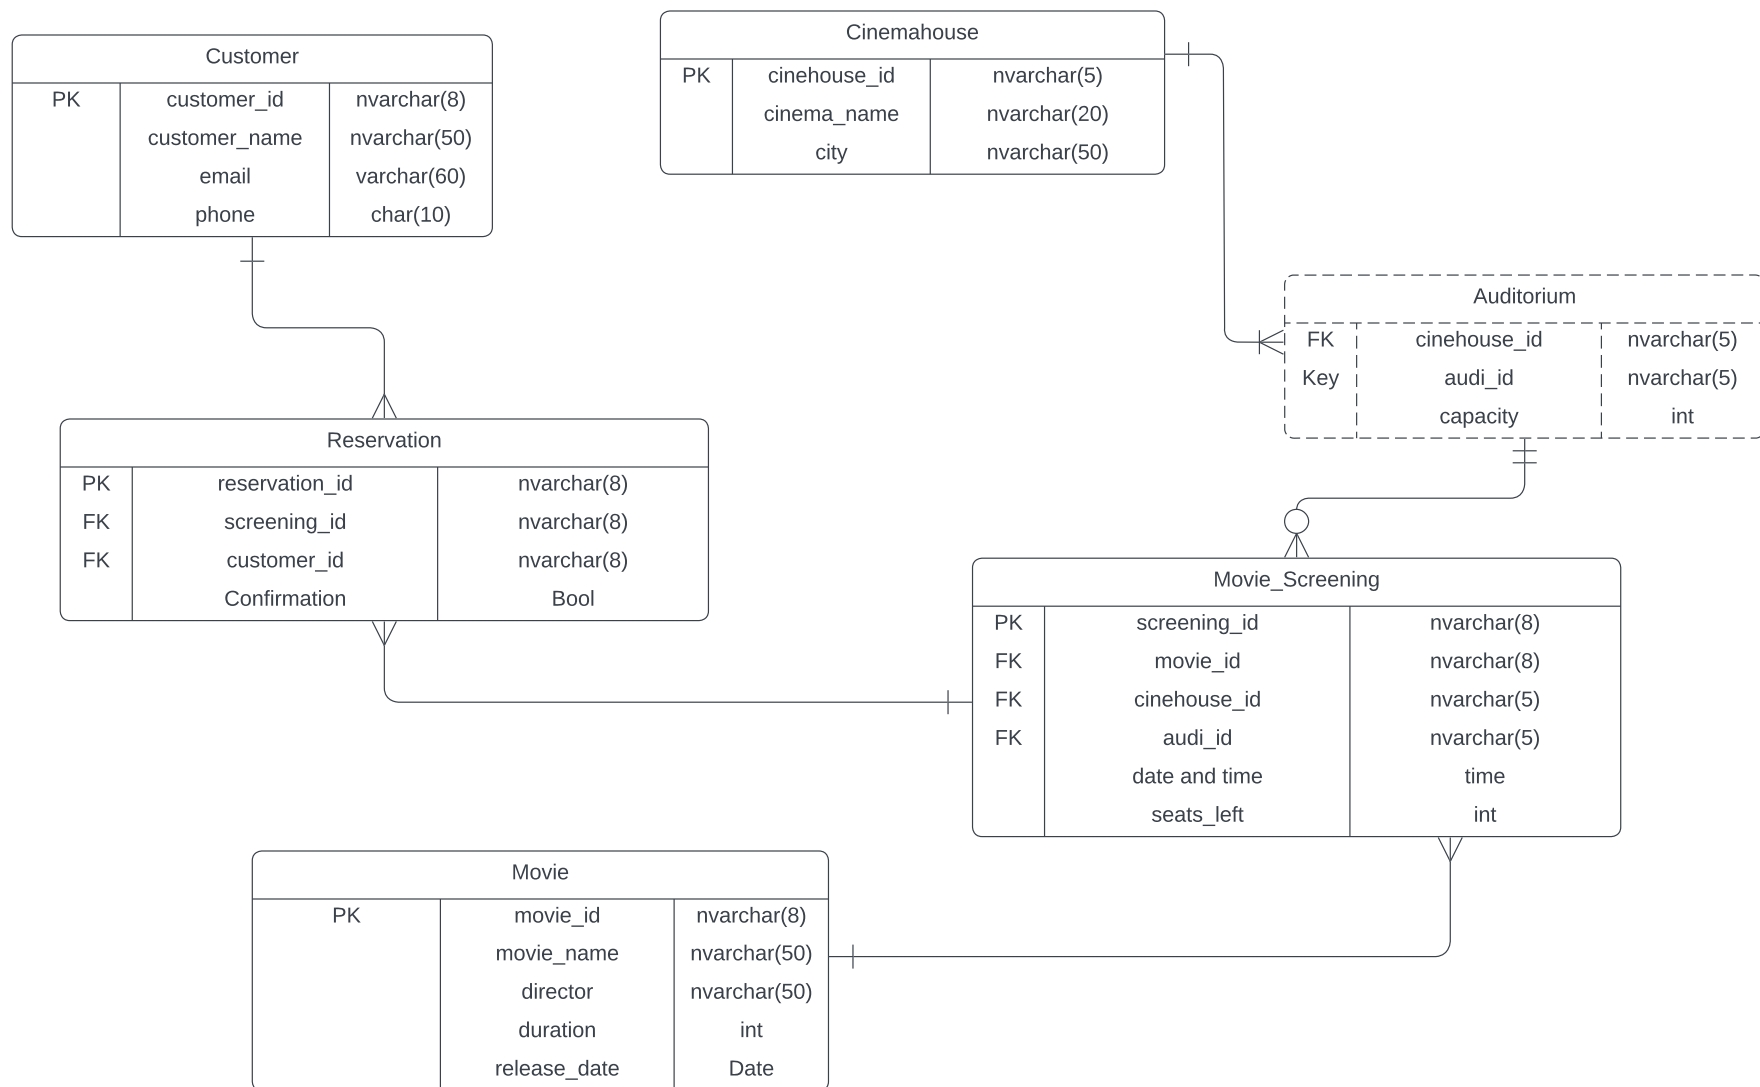 Customer
PK customer_id nvarchar(8)
customer_name nvarchar(50)
email varchar(60)
phone char(10)
Cinemahouse
PK cinehouse_id nvarchar(5)
cinema_name nvarchar(20)
city nvarchar(50)
Auditorium
FK cinehouse_id nvarchar(5)
Key audi_id nvarchar(5)
capacity int
Reservation
PK reservation_id nvarchar(8)
FK screening_id nvarchar(8)
FK customer_id nvarchar(8)
Confirmation Bool
Movie_Screening
PK screening_id nvarchar(8)
FK movie_id nvarchar(8)
FK cinehouse_id nvarchar(5)
FK audi_id nvarchar(5)
date and time time
seats_left int
Movie
PK movie_id nvarchar(8)
movie_name nvarchar(50)
director nvarchar(50)
duration int
release_date Date